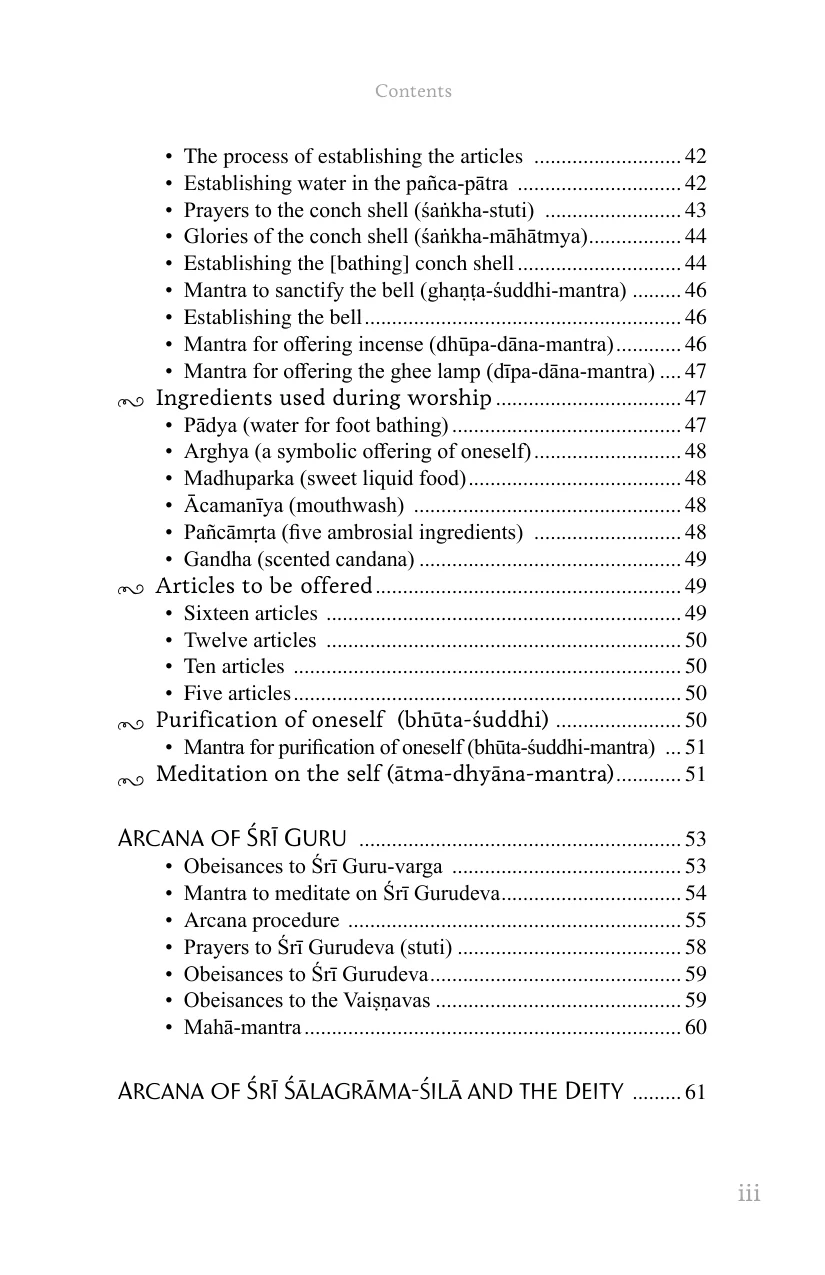 Contents
• The process of establishing the articles ........................... 42
• Establishing water in the pañca-pātra .............................. 42
• Prayers to the conch shell (śaṅkha-stuti) ......................... 43
• Glories of the conch shell (śaṅkha-māhātmya)................. 44
• Establishing the [bathing] conch shell.............................. 44
• Mantra to sanctify the bell (ghaṇṭa-śuddhi-mantra) ......... 46
• Establishing the bell.......................................................... 46
• Mantra for offering incense (dhūpa-dāna-mantra)............ 46
• Mantra for offering the ghee lamp (dīpa-dāna-mantra) .... 47
Ingredients used during worship .................................. 47
• Pādya (water for foot bathing).......................................... 47
• Arghya (a symbolic offering of oneself)........................... 48
• Madhuparka (sweet liquid food)....................................... 48
• Ācamanīya (mouthwash) ................................................. 48
• Pañcāmṛta (five ambrosial ingredients) ........................... 48
• Gandha (scented candana) ................................................ 49
Articles to be offered........................................................ 49
• Sixteen articles ................................................................. 49
• Twelve articles ................................................................. 50
• Ten articles ....................................................................... 50
• Five articles....................................................................... 50
Purification of oneself (bhūta-śuddhi) ....................... 50
• Mantra for purification of oneself (bhūta-śuddhi-mantra) ... 51
Meditation on the self (ātma-dhyāna-mantra)............ 51
Arcana of Śrī Guru ........................................................... 53
• Obeisances to Śrī Guru-varga .......................................... 53
• Mantra to meditate on Śrī Gurudeva................................. 54
• Arcana procedure ............................................................. 55
• Prayers to Śrī Gurudeva (stuti) ......................................... 58
• Obeisances to Śrī Gurudeva.............................................. 59
• Obeisances to the Vaiṣṇavas ............................................. 59
• Mahā-mantra..................................................................... 60
Arcana of Śrī Śālagrāma-śilā and the Deity ......... 61
iii